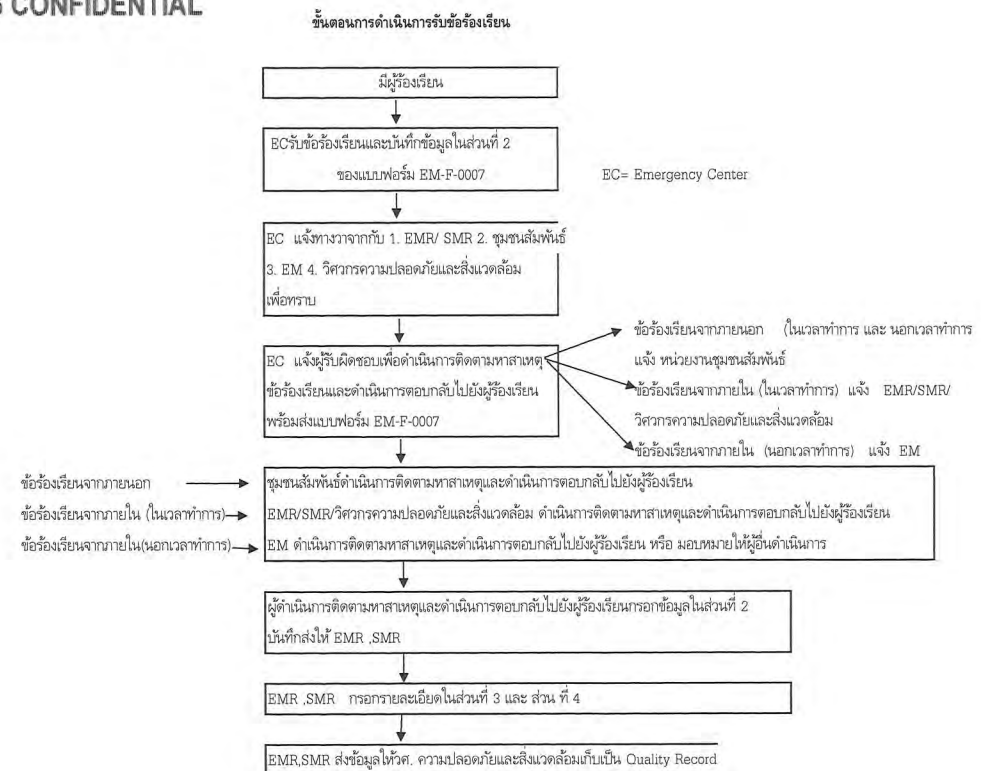 CONFIDENTIAL
ขั้นตอนการดำเนินการรับข้อร้องเรียน
มีผู้ร้องเรียน
ECรับข้อร้องเรียนและบันทึกข้อมูลในส่วนที่ 2
ของแบบฟอร์ม EM-F-0007
EC= Emergency Center
EC แจ้งทางวาจากกับ 1. EMR/ SMR 2. ชุมชนสัมพันธ์
3. EM 4. วิศวกรความปลอดภัยและสิ่งแวดล้อม
เพื่อทราบ
EC แจ้งผู้รับผิดชอบเพื่อดำเนินการติดตามหาสาเหตุ
ข้อร้องเรียนและดำเนินการตอบกลับไปยังผู้ร้องเรียน
พร้อมส่งแบบฟอร์ม EM-F-0007
ข้อร้องเรียนจากภายนอก (ในเวลาทำการ และ นอกเวลาทำการ
แจ้ง หน่วยงานชุมชนสัมพันธ์
ข้อร้องเรียนจากภายใน (ในเวลาทำการ) แจ้ง EMR/SMR/
วิศวกรความปลอดภัยและสิ่งแวดล้อม
ข้อร้องเรียนจากภายใน (นอกเวลาทำการ) แจ้ง EM
ข้อร้องเรียนจากภายนอก
ข้อร้องเรียนจากภายใน (ในเวลาทำการ)
ข้อร้องเรียนจากภายใน(นอกเวลาทำการ)
ชุมชนสัมพันธ์ดำเนินการติดตามหาสาเหตุและดำเนินการตอบกลับไปยังผู้ร้องเรียน
EMR/SMR/วิศวกรความปลอดภัยและสิ่งแวดล้อม ดำเนินการติดตามหาสาเหตุและดำเนินการตอบกลับไปยังผู้ร้องเรียน
EM ดำเนินการติดตามหาสาเหตุและดำเนินการตอบกลับไปยังผู้ร้องเรียน หรือ มอบหมายให้ผู้อื่นดำเนินการ
ผู้ดำเนินการติดตามหาสาเหตุและดำเนินการตอบกลับไปยังผู้ร้องเรียนกรอกข้อมูลในส่วนที่ 2
บันทึกส่งให้ EMR ,SMR
EMR ,SMR กรอกรายละเอียดในส่วนที่ 3 และ ส่วน ที่ 4
EMR,SMR ส่งข้อมูลให้วศ. ความปลอดภัยและสิ่งแวดล้อมเก็บเป็น Quality Record